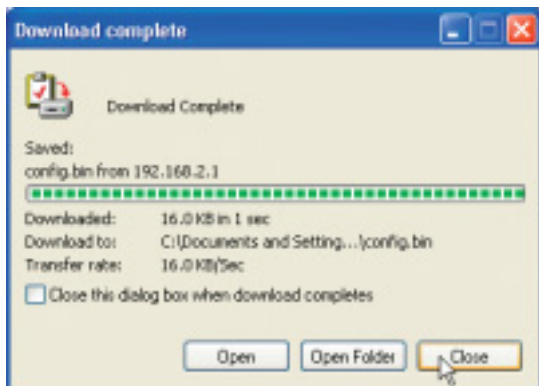 Download complete
Download Complete
Saved:
config.bin from 192.168.2.1
Downloaded: 16.0 KB in 1 sec
Download to: C:\Documents and Setting...\config.bin
Transfer rate: 16.0 KB/Sec
Close this dialog box when download completes
Open Open Folder Close